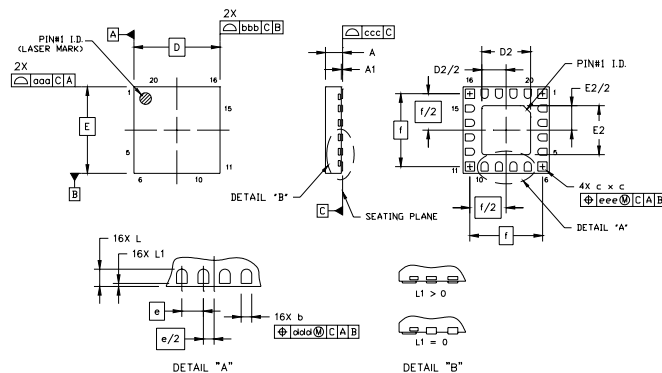 2X
bbb C B
PIN#1 I.D.
(LASER MARK)
A
D
2X
aaa C A
20
16
1
15
E
5
11
6
10
B
ccc C
A
A1
DETAIL "B"
C
SEATING PLANE
D2
D2/2
PIN#1 I.D.
16
20
1
15
E2/2
f/2
f
E2
5
11
10
6
4X c x c
eee M C A B
f/2
f
DETAIL "A"
16X L
16X L1
e
e/2
16X b
ddd M C A B
DETAIL "A"
L1 > 0
L1 = 0
DETAIL "B"